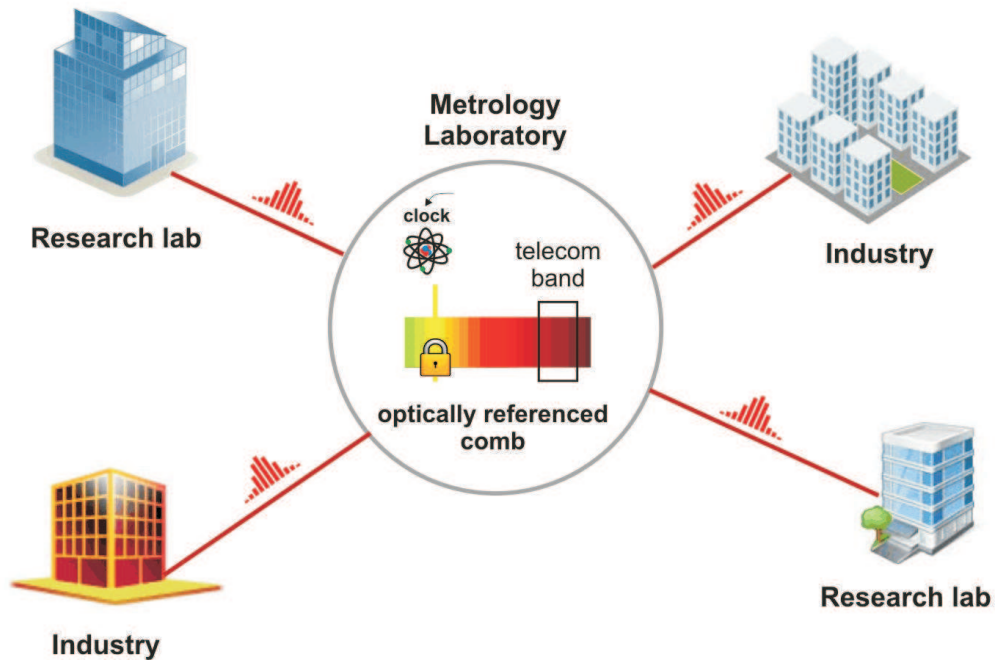 Metrology
Laboratory
Research lab
clock
telecom
band
Industry
optically referenced
comb
Industry
Research lab